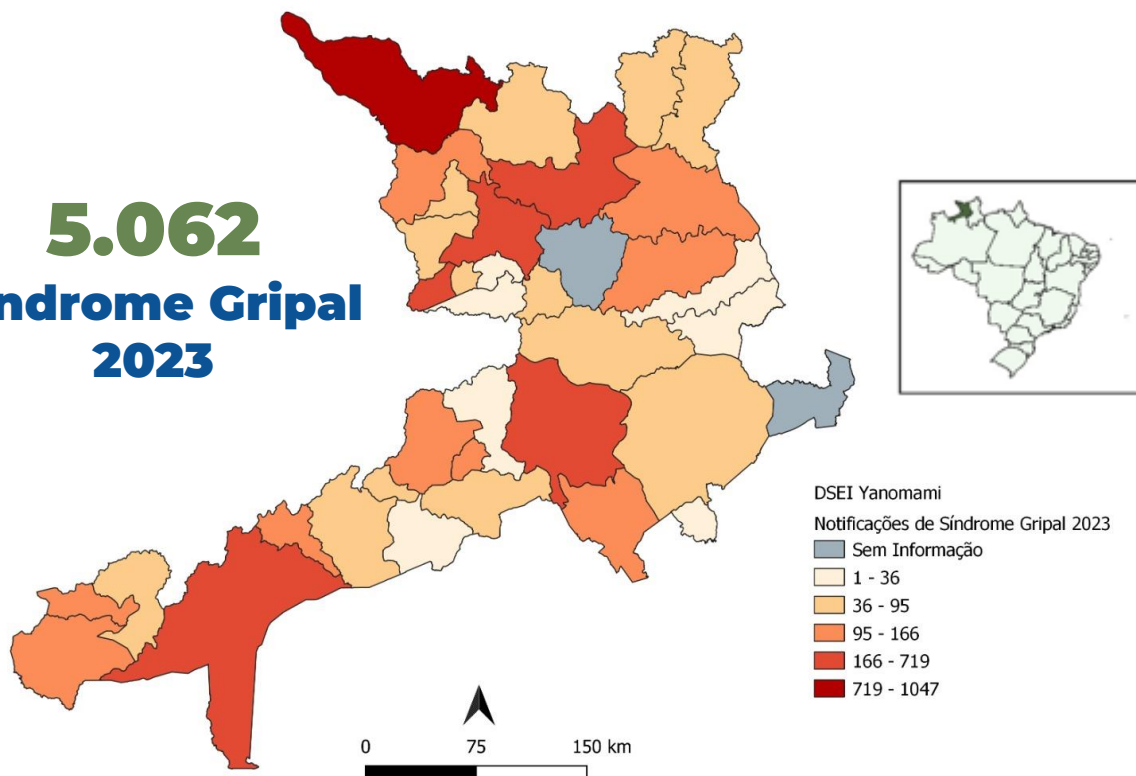 5.062
ndrome Gripal
2023
DSEI Yanomami
Notificações de Síndrome Gripal 2023
Sem Informação
1 - 36
36 - 95
95 - 166
166 - 719
719 - 1047
0 75 150 km